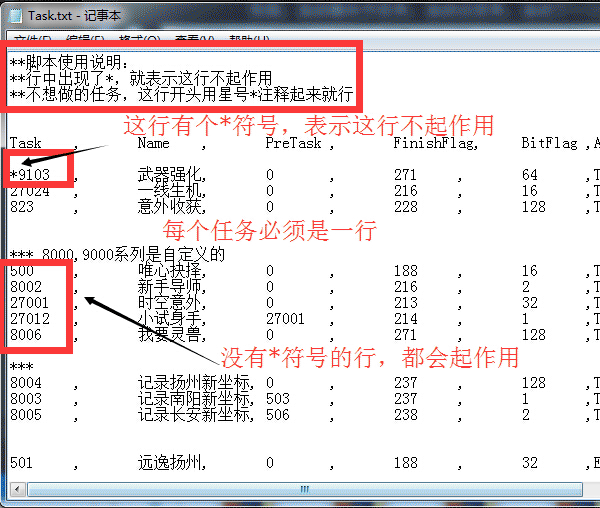 Task.txt - 记事本
文件(F) 编辑(E) 格式(O) 查看(V) 帮助(H)
**脚本使用说明:
**行中出现了*, 就表示这行不起作用
**不想做的任务, 这行开头用星号*注释起来就行
这行有个*符号, 表示这行不起作用
Task , Name , PreTask , FinishFlag, BitFlag ,A
*9103 武器强化, 0 , 271 , 64 ,T
27024 , 一线生机, 0 , 216 , 16 ,T
823 , 意外收获, 0 , 228 , 128 ,T
每个任务必须是一行
*** 8000,9000系列是自定义的
500 , 唯心抉择, 0 , 188 , 16 ,T
8002 , 新手导师, 0 , 216 , 2 ,T
27001 , 时空意外, 0 , 213 , 32 ,T
27012 , 小试身手, 27001 , 214 , 1 ,T
8006 , 我要灵兽, 0 , 271 , 128 ,T
没有*符号的行, 都会起作用
***
8004 , 记录扬州新坐标, 0 , 237 , 128 ,T
8003 , 记录南阳新坐标, 503 , 237 , 1 ,T
8005 , 记录长安新坐标, 506 , 238 , 2 ,T
501 , 远逸扬州, 0 , 188 , 32 ,E